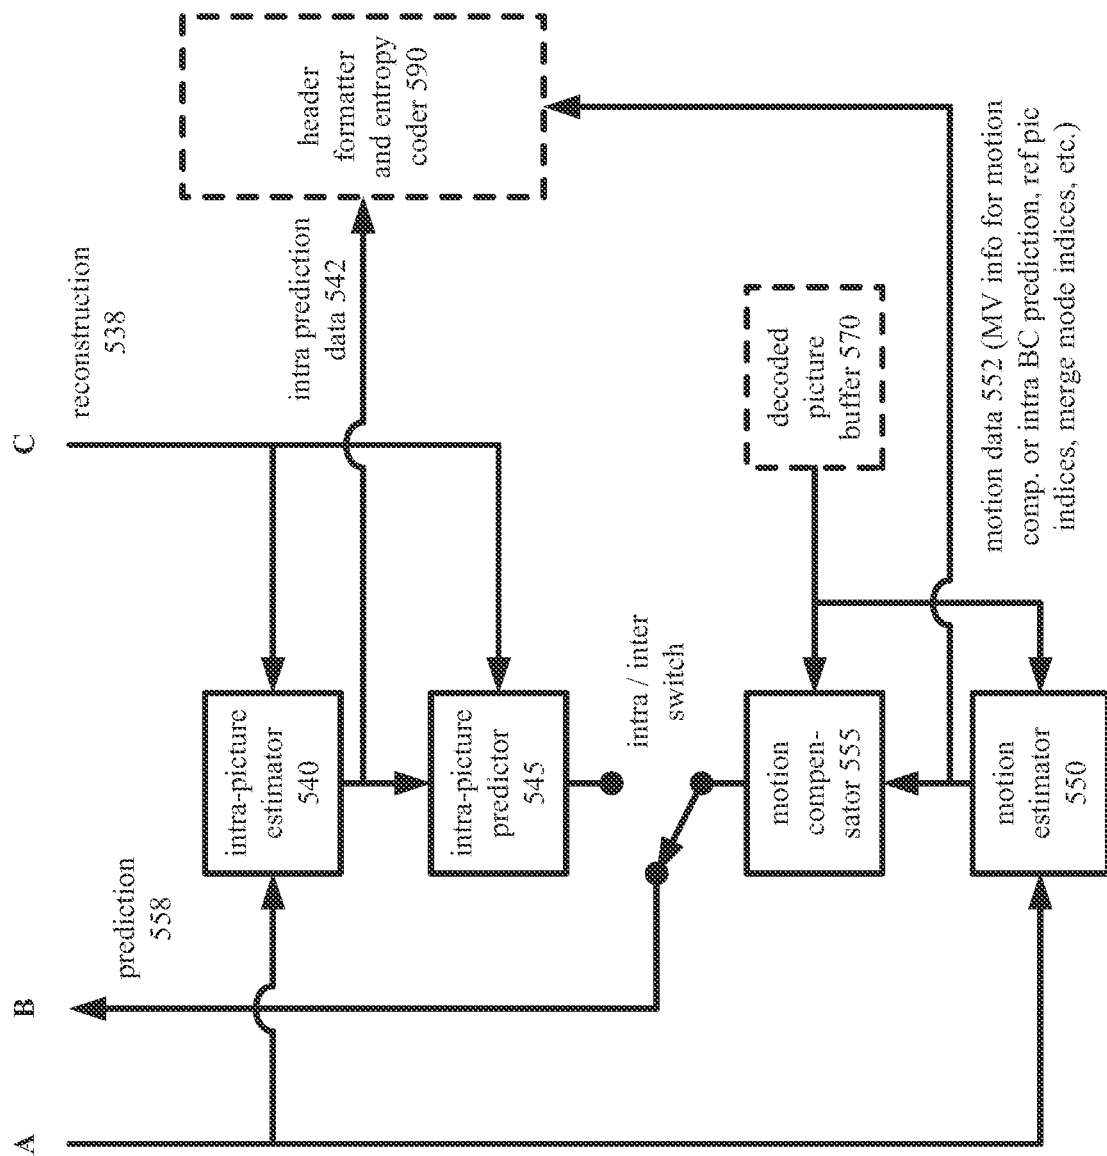 A
B
C
prediction
558
reconstruction
538
intra-picture
estimator
540
intra prediction
data 542
header
formatter
and entropy
coder 590
intra-picture
predictor
545
intra / inter
switch
motion
compen-
sator 555
decoded
picture
buffer 570
motion
estimator
550
motion data 552 (MV info for motion
comp. or intra BC prediction, ref pic
indices, merge mode indices, etc.)